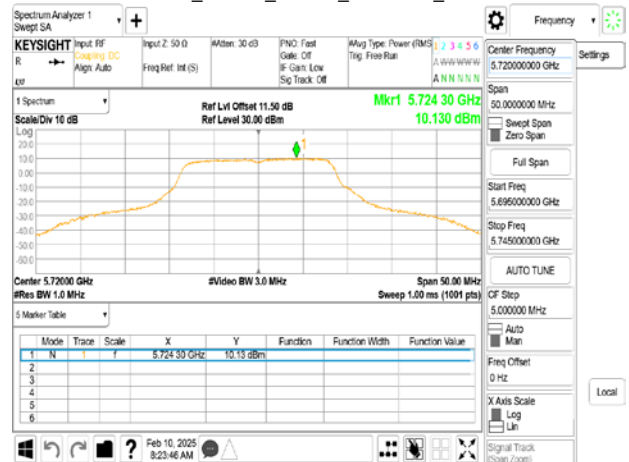 Spectrum Analyzer 1
Swept SA
Frequency
KEYSIGHT
Input: RF
Coupling: DC
Align: Auto
Input Z: 50 Ω
Freq Ref: Int (S)
#Atten: 30 dB
PNO: Fast
Gate: Off
IF Gain: Low
Sig Track: Off
#Avg Type: Power (RMS
Trig: Free Run
1 2 3 4 5 6
A W W W W W
A N N N N N
R
Center Frequency
5.720000000 GHz
Settings
Span
50.0000000 MHz
Swept Span
Zero Span
Full Span
Start Freq
5.695000000 GHz
Stop Freq
5.745000000 GHz
AUTO TUNE
CF Step
5.000000 MHz
Auto
Man
Freq Offset
0 Hz
X Axis Scale
Log
Lin
Signal Track
(Span Zoom)
Local
1 Spectrum
Scale/Div 10 dB
Ref Lvl Offset 11.50 dB
Ref Level 30.00 dBm
Mkr1 5.724 30 GHz
10.130 dBm
Log
20.0
10.0
0.00
-10.0
-20.0
-30.0
-40.0
-50.0
-60.0
1
Center 5.72000 GHz
#Res BW 1.0 MHz
#Video BW 3.0 MHz
Span 50.00 MHz
Sweep 1.00 ms (1001 pts)
5 Marker Table
Mode Trace Scale X Y Function Function Width Function Value
1 N 1 f 5.724 30 GHz 10.13 dBm
2
3
4
5
6
?
Feb 10, 2025
8:23:46 AM